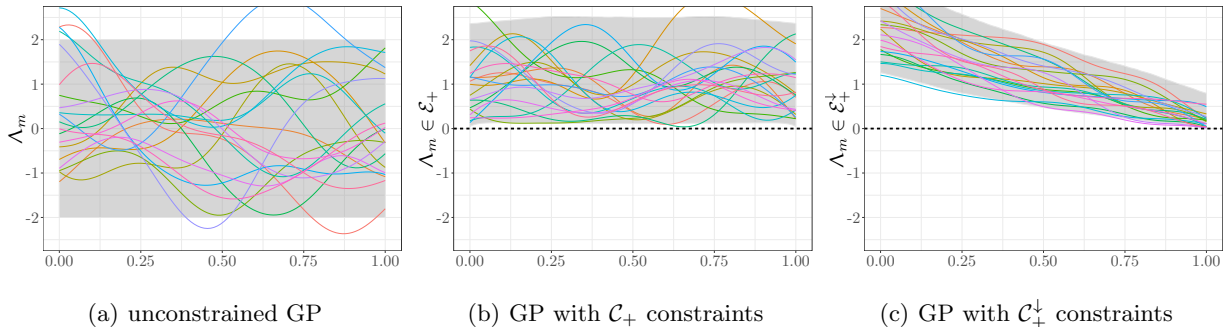 Λ_m
2
1
0
-1
-2
0.00 0.25 0.50 0.75 1.00
(a) unconstrained GP
Λ_m ∈ ℰ_+
2
1
0
-1
-2
0.00 0.25 0.50 0.75 1.00
(b) GP with 𝒞_+ constraints
Λ_m ∈ ℰ_+^↓
2
1
0
-1
-2
0.00 0.25 0.50 0.75 1.00
(c) GP with 𝒞_+^↓ constraints